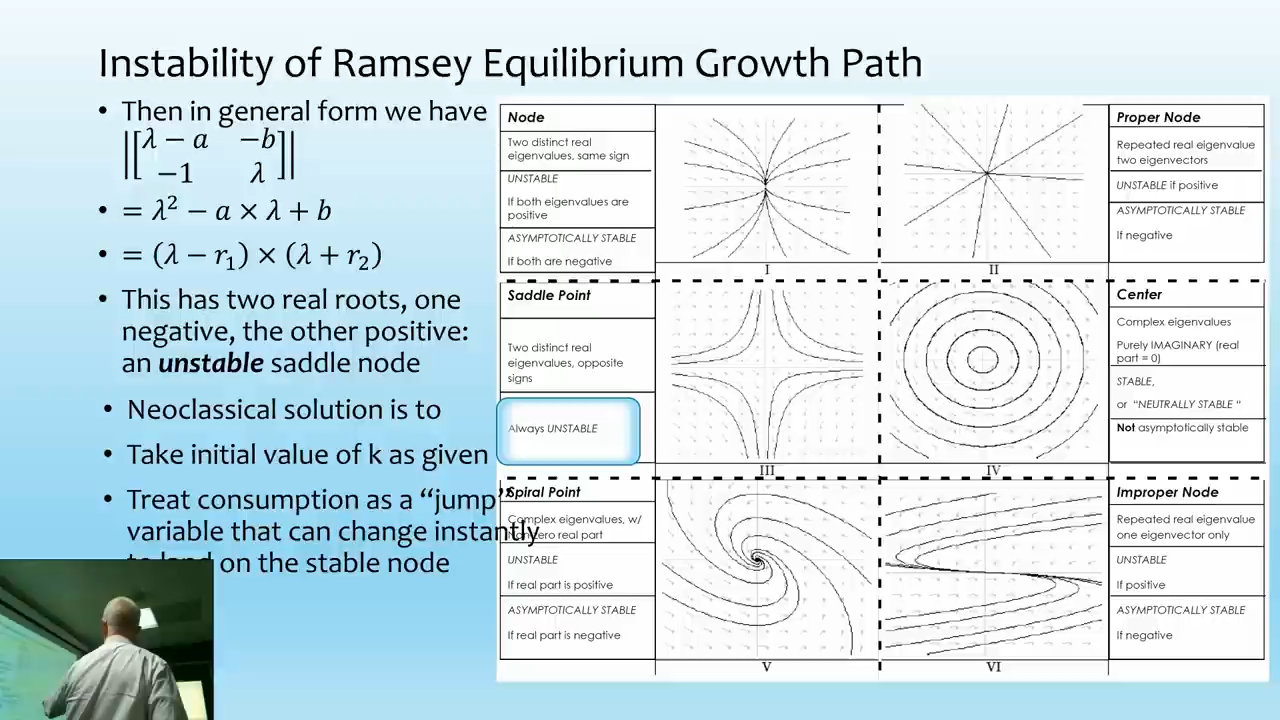 Instability of Ramsey Equilibrium Growth Path
• Then in general form we have
|[λ − a −b]|
|[−1 λ]|
• = λ² − a × λ + b
• = (λ − r₁) × (λ + r₂)
• This has two real roots, one
negative, the other positive:
an unstable saddle node
• Neoclassical solution is to
• Take initial value of k as given
• Treat consumption as a “jump”
variable that can change instantly
on the stable node
Node
Two distinct real
eigenvalues, same sign
UNSTABLE
If both eigenvalues are
positive
ASYMPTOTICALLY STABLE
If both are negative
I
II
Proper Node
Repeated real eigenvalue
two eigenvectors
UNSTABLE if positive
ASYMPTOTICALLY STABLE
If negative
Saddle Point
Two distinct real
eigenvalues, opposite
signs
Always UNSTABLE
III
IV
Center
Complex eigenvalues
Purely IMAGINARY (real
part = 0)
STABLE,
or "NEUTRALLY STABLE "
Not asymptotically stable
Spiral Point
Complex eigenvalues, w/
real part
UNSTABLE
If real part is positive
ASYMPTOTICALLY STABLE
If real part is negative
V
VI
Improper Node
Repeated real eigenvalue
one eigenvector only
UNSTABLE
If positive
ASYMPTOTICALLY STABLE
If negative